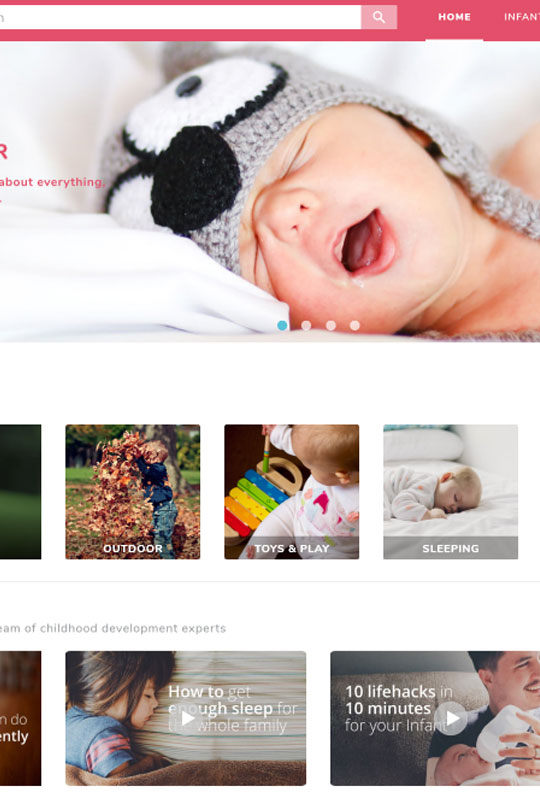 HOME
INFANT
R
about everything,
OUTDOOR
TOYS & PLAY
SLEEPING
team of childhood development experts
n do
ently
How to get
enough sleep for
the whole family
10 lifehacks in
10 minutes
for your Infant